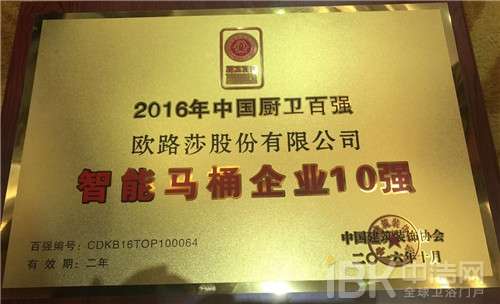 2016年中国厨卫百强
欧路莎股份有限公司
智能马桶企业10强
百强编号：CDKB16TOP100064
有效期：二年
中国建筑装饰协会
二〇一六年十月
IBK中洁网
全球卫浴门户